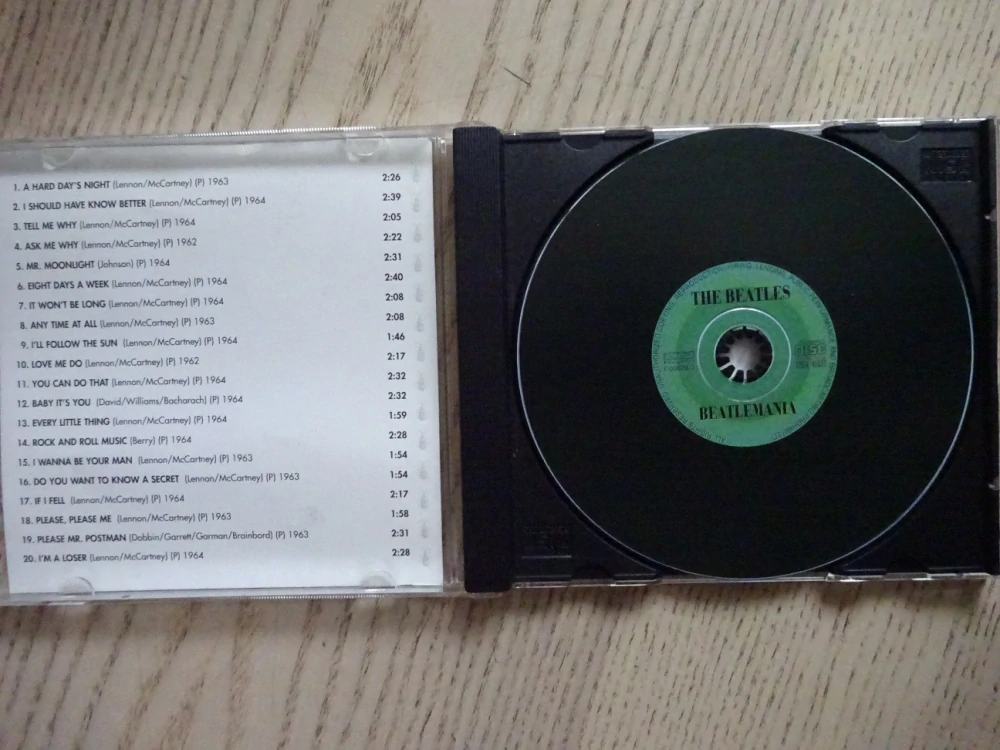 1. A HARD DAY'S NIGHT (Lennon/McCartney) (P) 1963 2:26
2. I SHOULD HAVE KNOW BETTER (Lennon/McCartney) (P) 1964 2:39
3. TELL ME WHY (Lennon/McCartney) (P) 1964 2:05
4. ASK ME WHY (Lennon/McCartney) (P) 1962 2:22
5. MR. MOONLIGHT (Johnson) (P) 1964 2:31
6. EIGHT DAYS A WEEK (Lennon/McCartney) (P) 1964 2:40
7. IT WON'T BE LONG (Lennon/McCartney) (P) 1964 2:08
8. ANY TIME AT ALL (Lennon/McCartney) (P) 1963 2:08
9. I'LL FOLLOW THE SUN (Lennon/McCartney) (P) 1964 1:46
10. LOVE ME DO (Lennon/McCartney) (P) 1962 2:17
11. YOU CAN DO THAT (Lennon/McCartney) (P) 1964 2:32
12. BABY IT'S YOU (David/Williams/Bacharach) (P) 1964 2:32
13. EVERY LITTLE THING (Lennon/McCartney) (P) 1964 1:59
14. ROCK AND ROLL MUSIC (Berry) (P) 1964 2:28
15. I WANNA BE YOUR MAN (Lennon/McCartney) (P) 1963 1:54
16. DO YOU WANT TO KNOW A SECRET (Lennon/McCartney) (P) 1963 1:54
17. IF I FELL (Lennon/McCartney) (P) 1964 2:17
18. PLEASE, PLEASE ME (Lennon/McCartney) (P) 1963 1:58
19. PLEASE MR. POSTMAN (Dobbin/Garrett/Gorman/Brainbord) (P) 1963 2:31
20. I'M A LOSER (Lennon/McCartney) (P) 1964 2:28
THE BEATLES
BEATLEMANIA